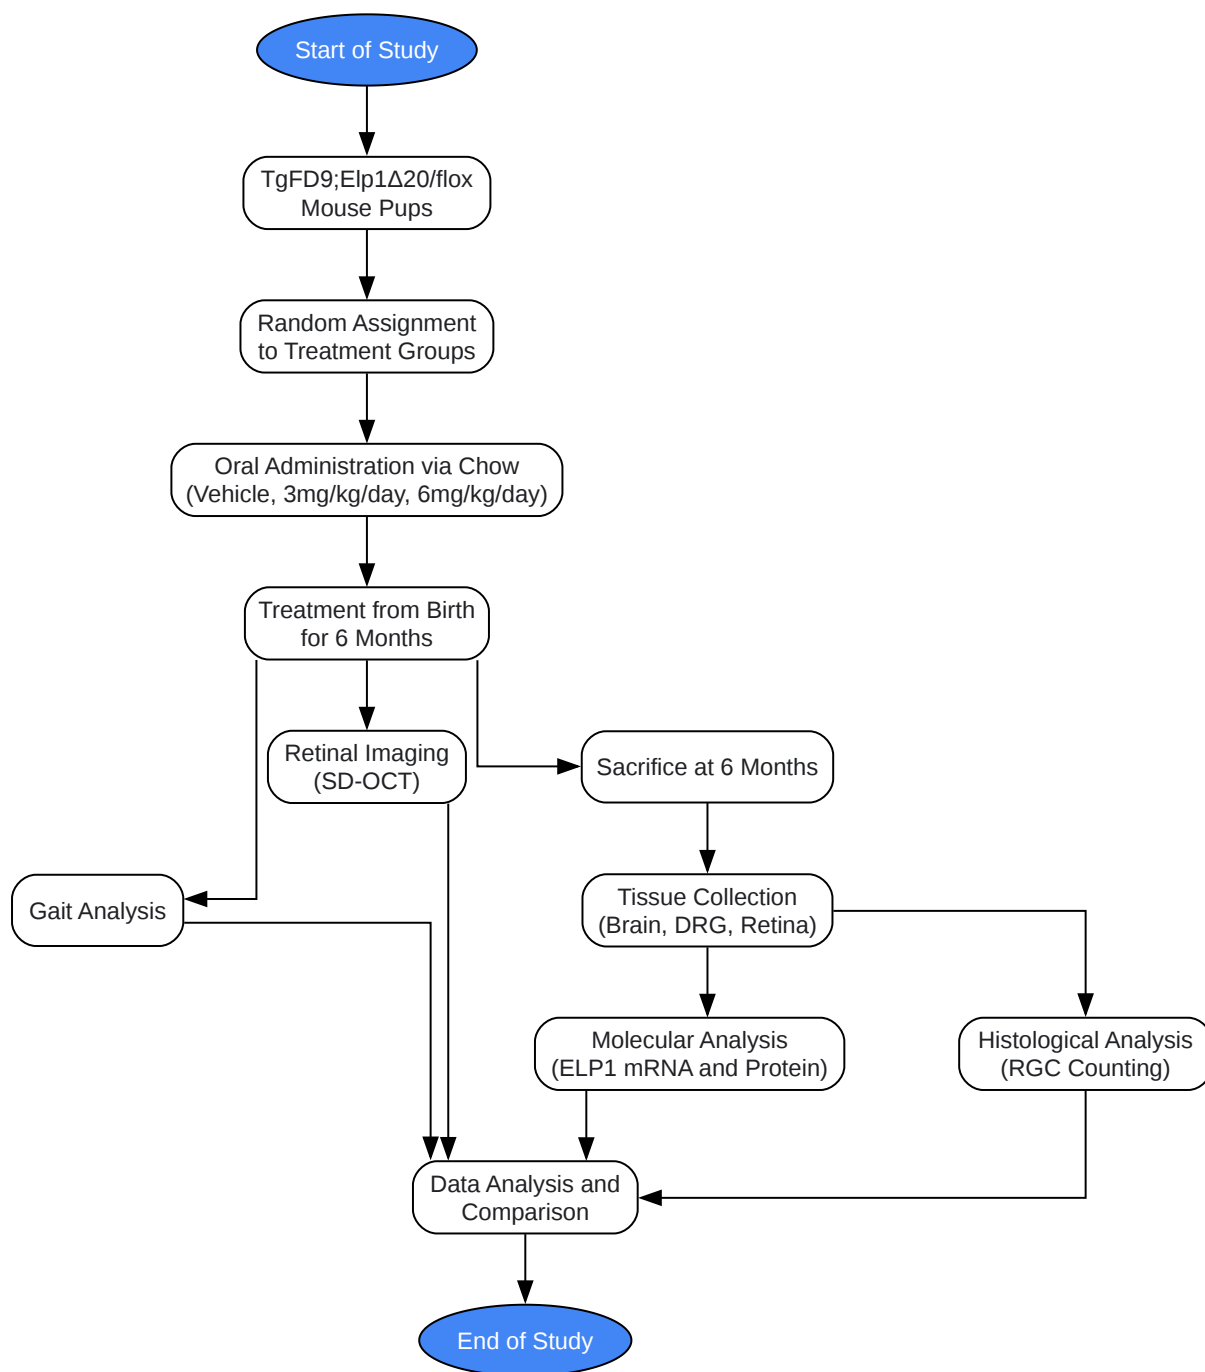 Start of Study
TgFD9;Elp1Δ20/flox
Mouse Pups
Random Assignment
to Treatment Groups
Oral Administration via Chow
(Vehicle, 3mg/kg/day, 6mg/kg/day)
Treatment from Birth
for 6 Months
Retinal Imaging
(SD-OCT)
Sacrifice at 6 Months
Gait Analysis
Tissue Collection
(Brain, DRG, Retina)
Molecular Analysis
(ELP1 mRNA and Protein)
Histological Analysis
(RGC Counting)
Data Analysis and
Comparison
End of Study